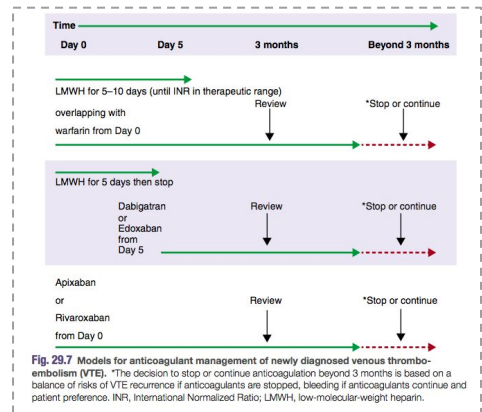 Time
Day 0 Day 5 3 months Beyond 3 months
LMWH for 5–10 days (until INR in therapeutic range)
Review *Stop or continue
overlapping with
warfarin from Day 0
LMWH for 5 days then stop
Dabigatran Review *Stop or continue
or
Edoxaban
from
Day 5
Apixaban
or Review *Stop or continue
Rivaroxaban
from Day 0
Fig. 29.7 Models for anticoagulant management of newly diagnosed venous thrombo-
embolism (VTE). *The decision to stop or continue anticoagulation beyond 3 months is based on a
balance of risks of VTE recurrence if anticoagulants are stopped, bleeding if anticoagulants continue and
patient preference. INR, International Normalized Ratio; LMWH, low-molecular-weight heparin.